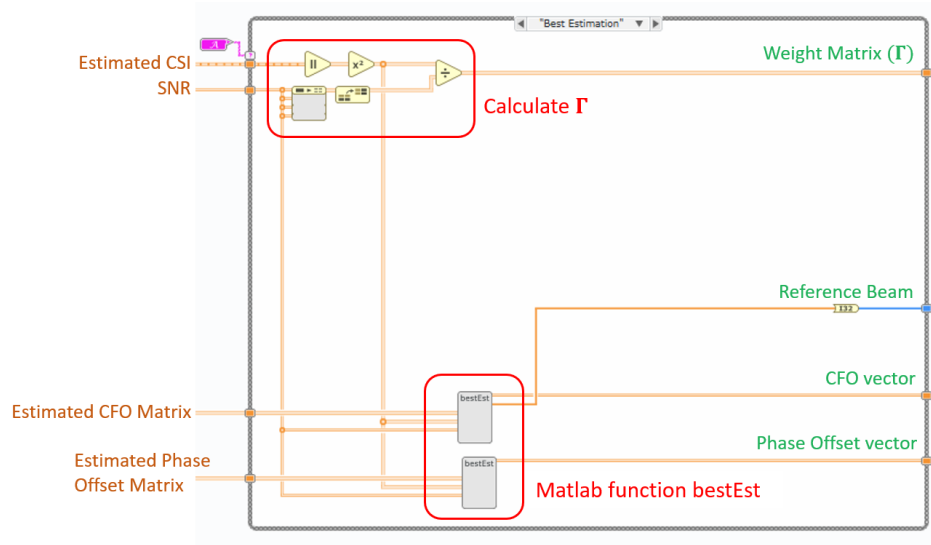 "Best Estimation"
Estimated CSI
SNR
x²
÷
Weight Matrix (Γ)
Calculate Γ
Reference Beam
I32
CFO vector
bestEst
Estimated CFO Matrix
Phase Offset vector
bestEst
Estimated Phase
Offset Matrix
Matlab function bestEst